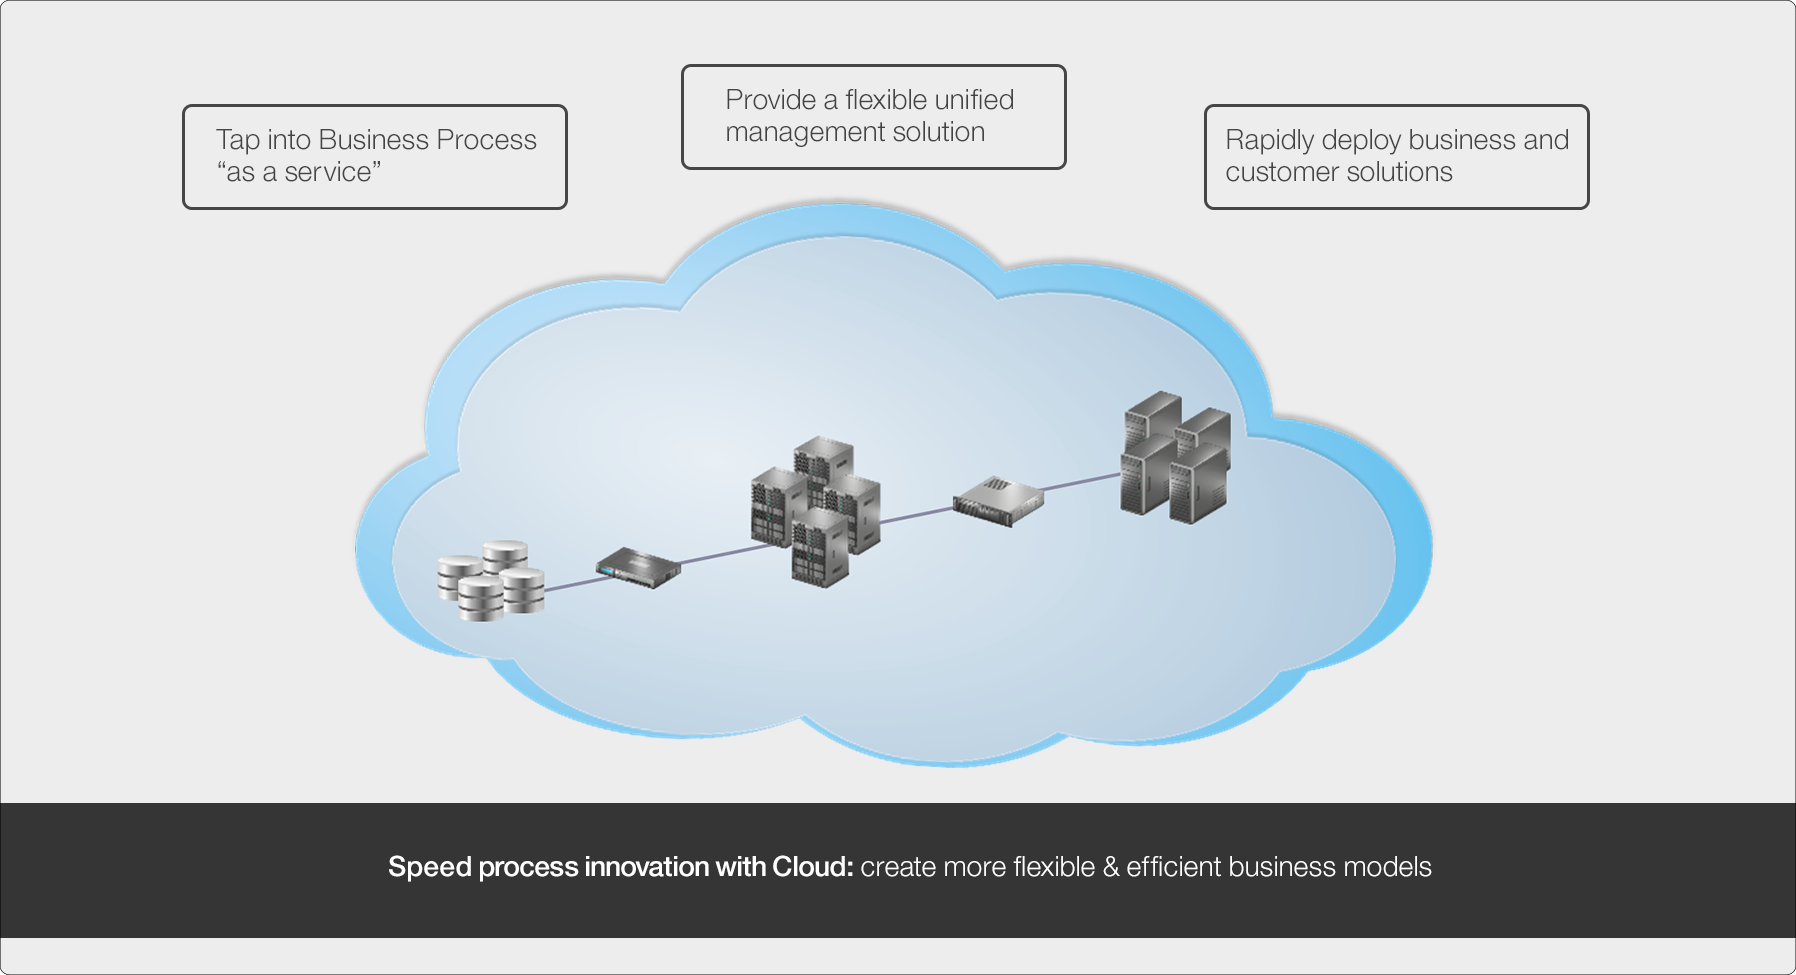 Tap into Business Process
“as a service”
Provide a flexible unified
management solution
Rapidly deploy business and
customer solutions
Speed process innovation with Cloud: create more flexible & efficient business models